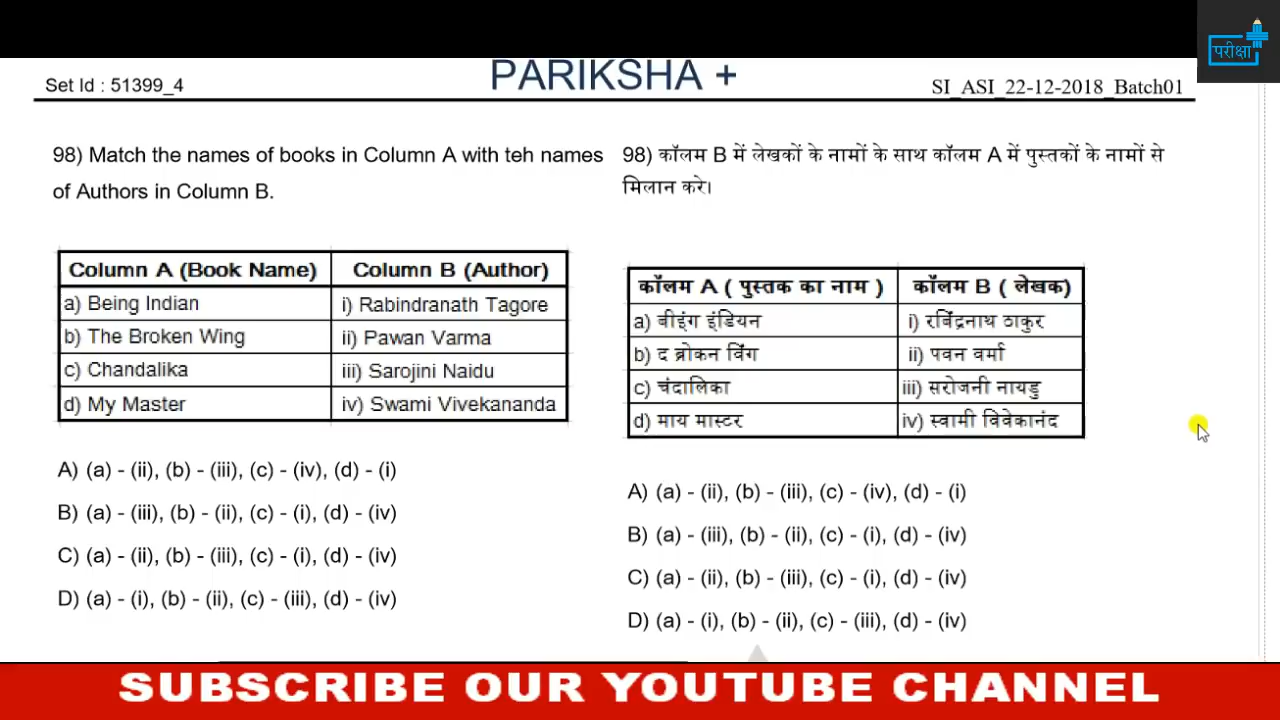 परीक्षा
PARIKSHA +
Set Id : 51399_4
SI_ASI_22-12-2018_Batch01
98) Match the names of books in Column A with teh names
of Authors in Column B.
Column A (Book Name) Column B (Author)
a) Being Indian i) Rabindranath Tagore
b) The Broken Wing ii) Pawan Varma
c) Chandalika iii) Sarojini Naidu
d) My Master iv) Swami Vivekananda
A) (a) - (ii), (b) - (iii), (c) - (iv), (d) - (i)
B) (a) - (iii), (b) - (ii), (c) - (i), (d) - (iv)
C) (a) - (ii), (b) - (iii), (c) - (i), (d) - (iv)
D) (a) - (i), (b) - (ii), (c) - (iii), (d) - (iv)
98) कॉलम B में लेखकों के नामों के साथ कॉलम A में पुस्तकों के नामों से
मिलान करे।
कॉलम A ( पुस्तक का नाम ) कॉलम B ( लेखक)
a) बीइंग इंडियन i) रबिंद्रनाथ ठाकुर
b) द ब्रोकन विंग ii) पवन वर्मा
c) चंदालिका iii) सरोजनी नायडु
d) माय मास्टर iv) स्वामी विवेकानंद
A) (a) - (ii), (b) - (iii), (c) - (iv), (d) - (i)
B) (a) - (iii), (b) - (ii), (c) - (i), (d) - (iv)
C) (a) - (ii), (b) - (iii), (c) - (i), (d) - (iv)
D) (a) - (i), (b) - (ii), (c) - (iii), (d) - (iv)
SUBSCRIBE OUR YOUTUBE CHANNEL